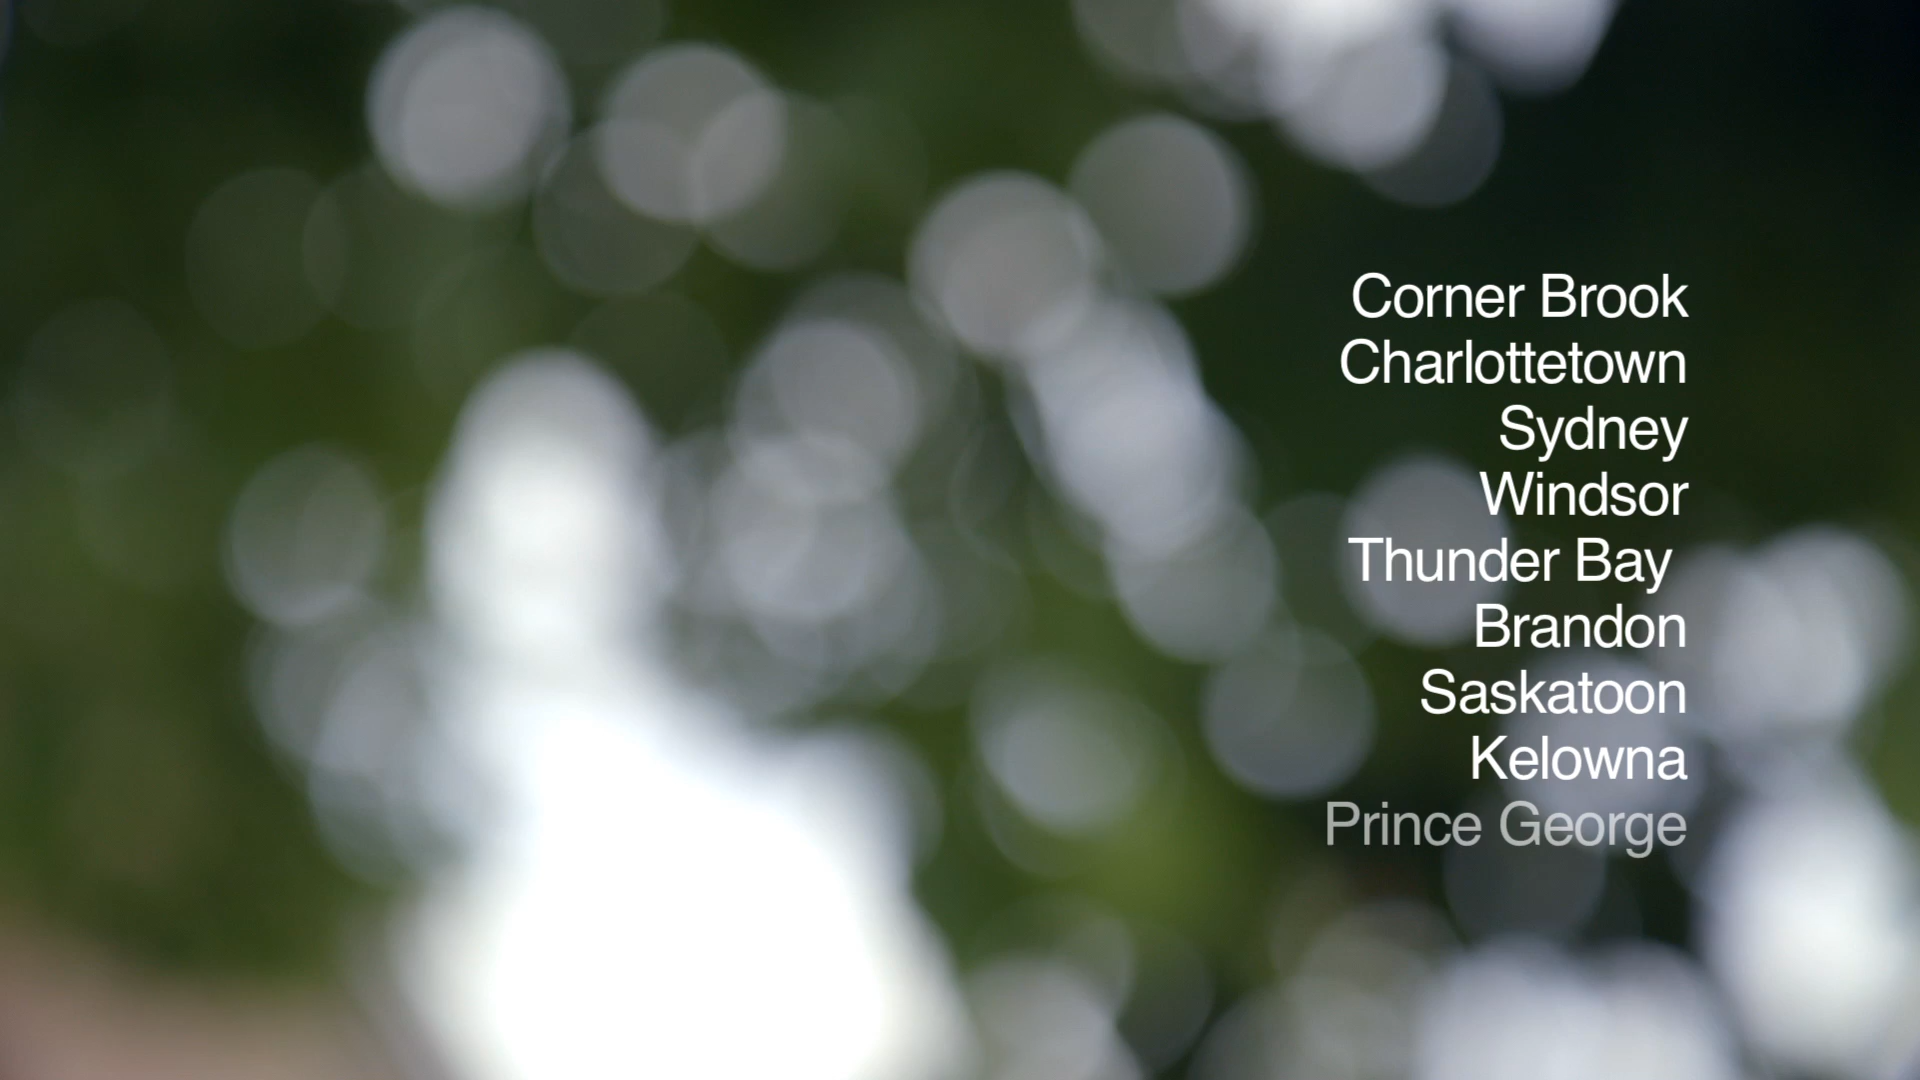 Corner Brook
Charlottetown
Sydney
Windsor
Thunder Bay
Brandon
Saskatoon
Kelowna
Prince George